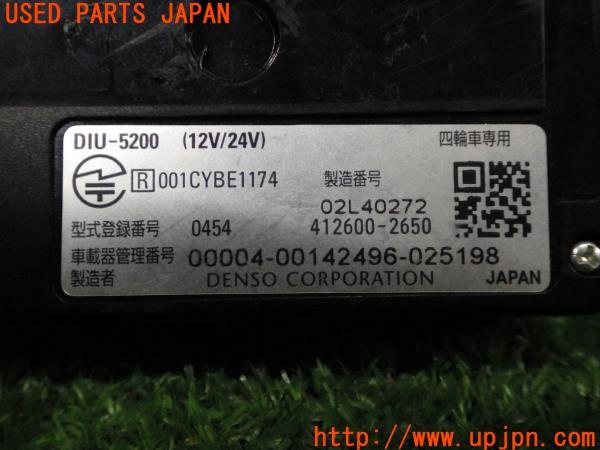 USED PARTS JAPAN
DIU-5200 (12V/24V) 四輪車専用
R 001CYBE1174 製造番号
02L40272
型式登録番号 0454 412600-2650
車載器管理番号 00004-00142496-025198
製造者 DENSO CORPORATION JAPAN
UPJ http://www.upjpn.com